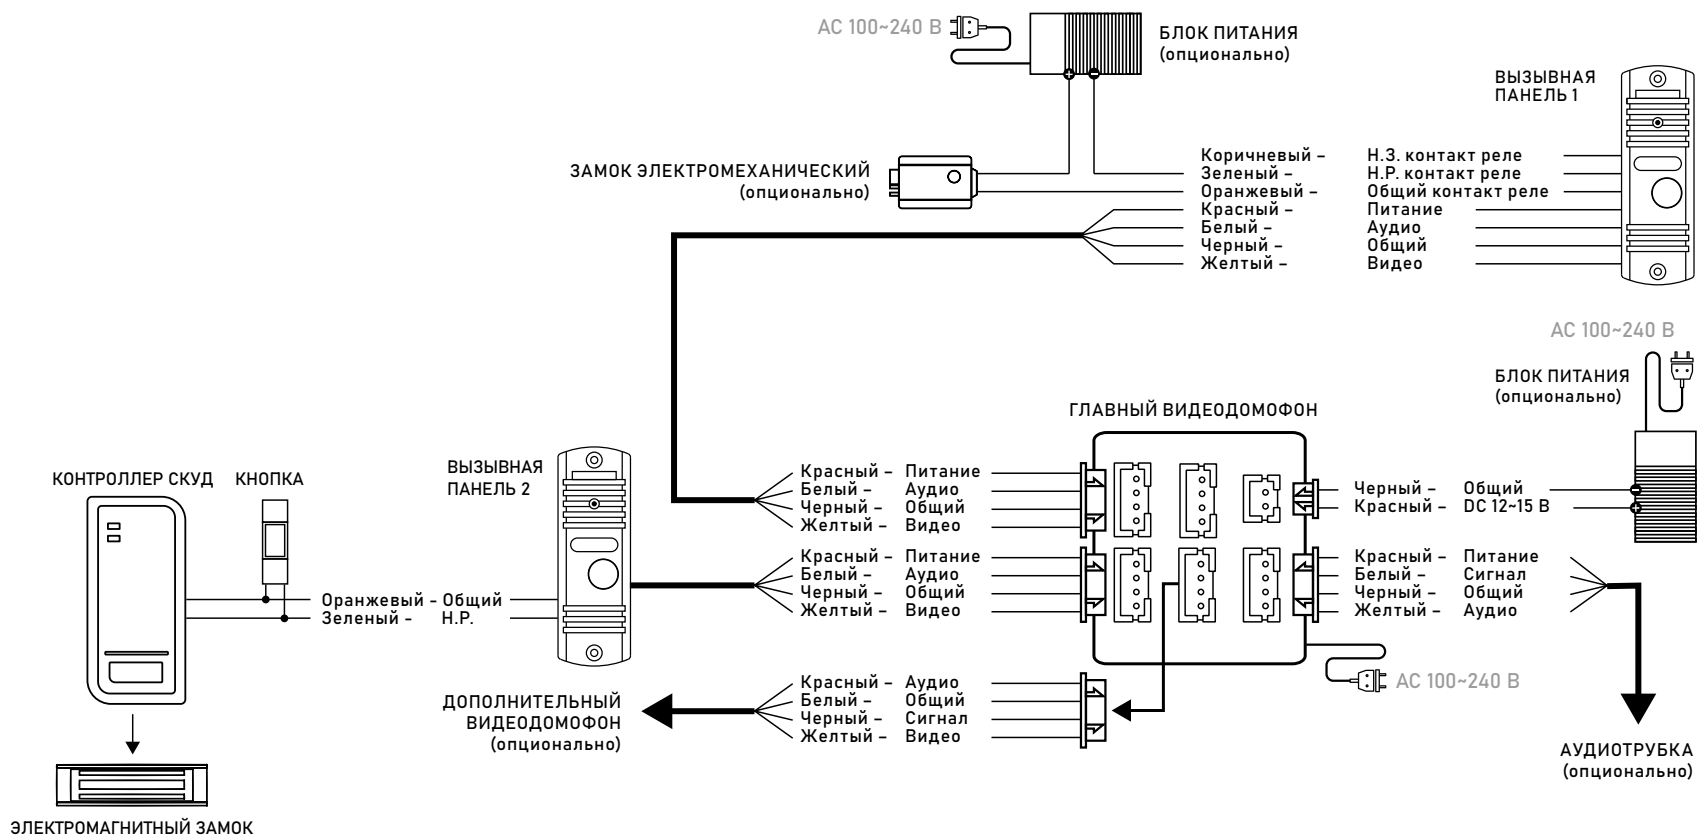 AC 100~240 В
БЛОК ПИТАНИЯ
(опционально)
ВЫЗЫВНАЯ
ПАНЕЛЬ 1
ЗАМОК ЭЛЕКТРОМЕХАНИЧЕСКИЙ
(опционально)
Коричневый – Н.З. контакт реле
Зеленый – Н.Р. контакт реле
Оранжевый – Общий контакт реле
Красный – Питание
Белый – Аудио
Черный – Общий
Желтый – Видео
AC 100~240 В
БЛОК ПИТАНИЯ
(опционально)
ГЛАВНЫЙ ВИДЕОДОМОФОН
КОНТРОЛЛЕР СКУД
КНОПКА
ВЫЗЫВНАЯ
ПАНЕЛЬ 2
Красный – Питание
Белый – Аудио
Черный – Общий
Желтый – Видео
Черный – Общий
Красный – DC 12~15 В
Красный – Питание
Белый – Аудио
Черный – Общий
Желтый – Видео
Красный – Питание
Белый – Сигнал
Черный – Общий
Желтый – Аудио
Оранжевый – Общий
Зеленый – Н.Р.
AC 100~240 В
ДОПОЛНИТЕЛЬНЫЙ
ВИДЕОДОМОФОН
(опционально)
Красный – Аудио
Белый – Общий
Черный – Сигнал
Желтый – Видео
АУДИОТРУБКА
(опционально)
ЭЛЕКТРОМАГНИТНЫЙ ЗАМОК